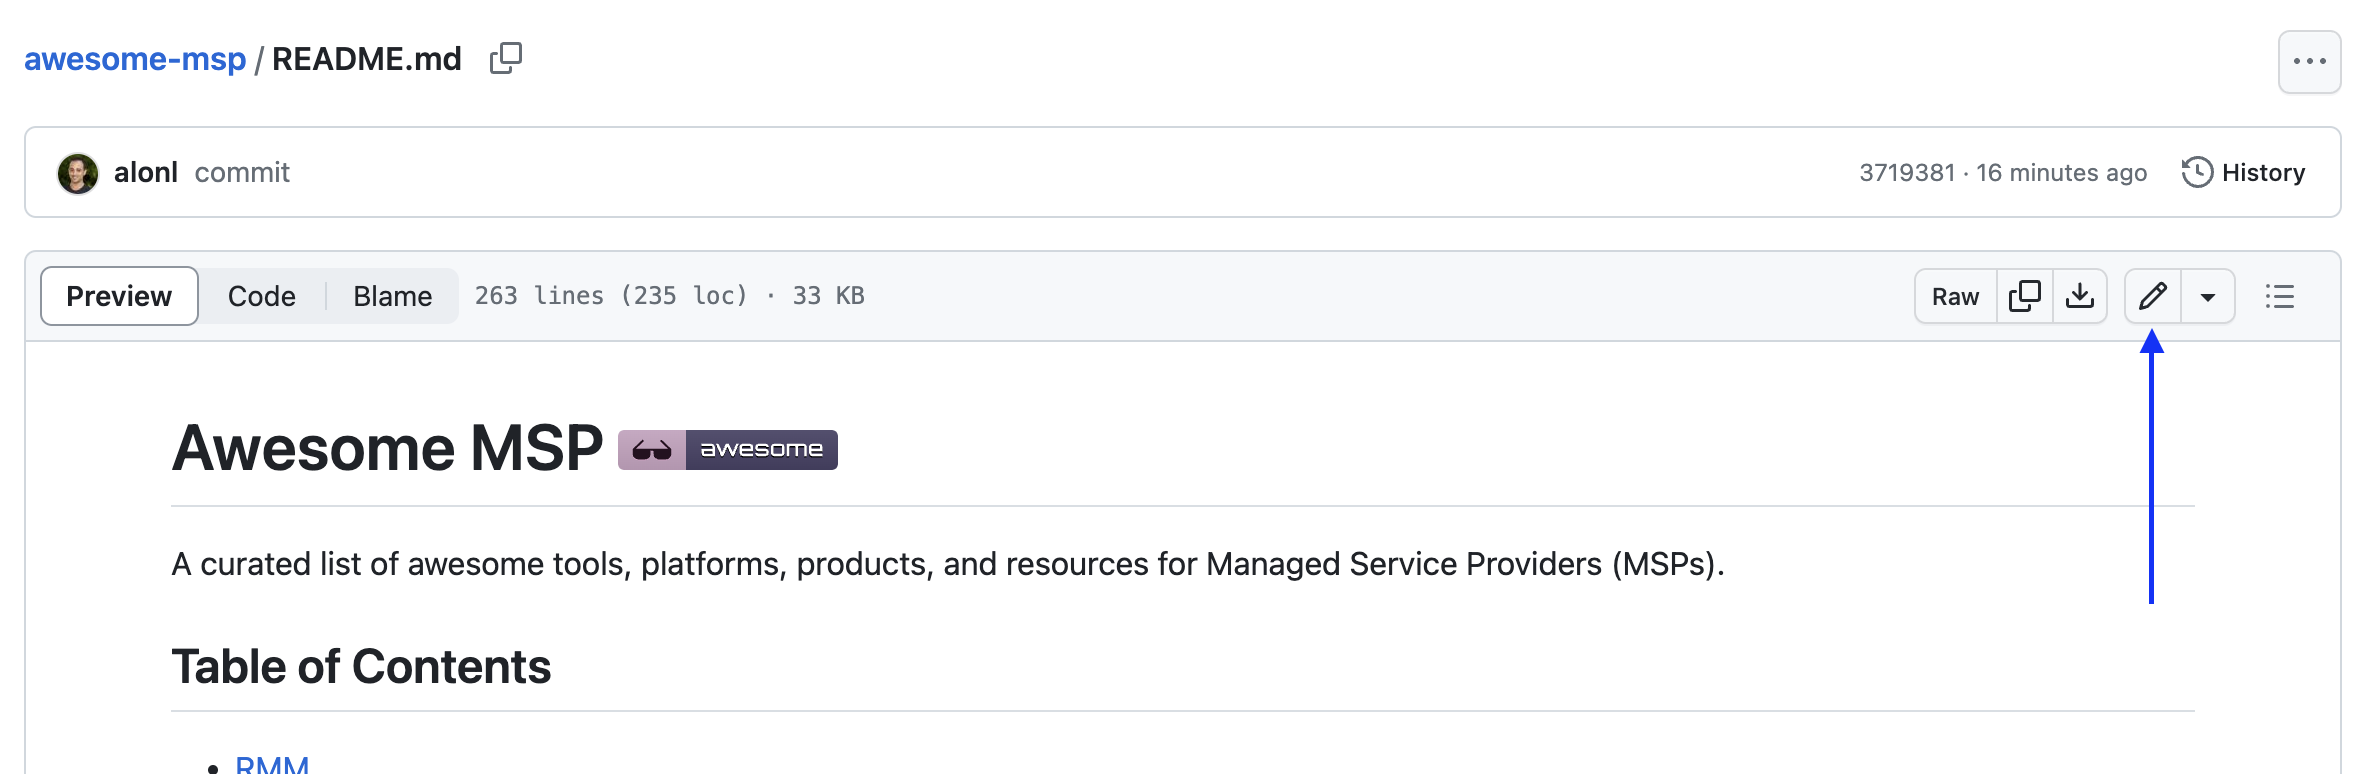 awesome-msp / README.md
alonl commit 3719381 · 16 minutes ago History
Preview Code Blame 263 lines (235 loc) · 33 KB Raw
Awesome MSP awesome
A curated list of awesome tools, platforms, products, and resources for Managed Service Providers (MSPs).
Table of Contents
• RMM